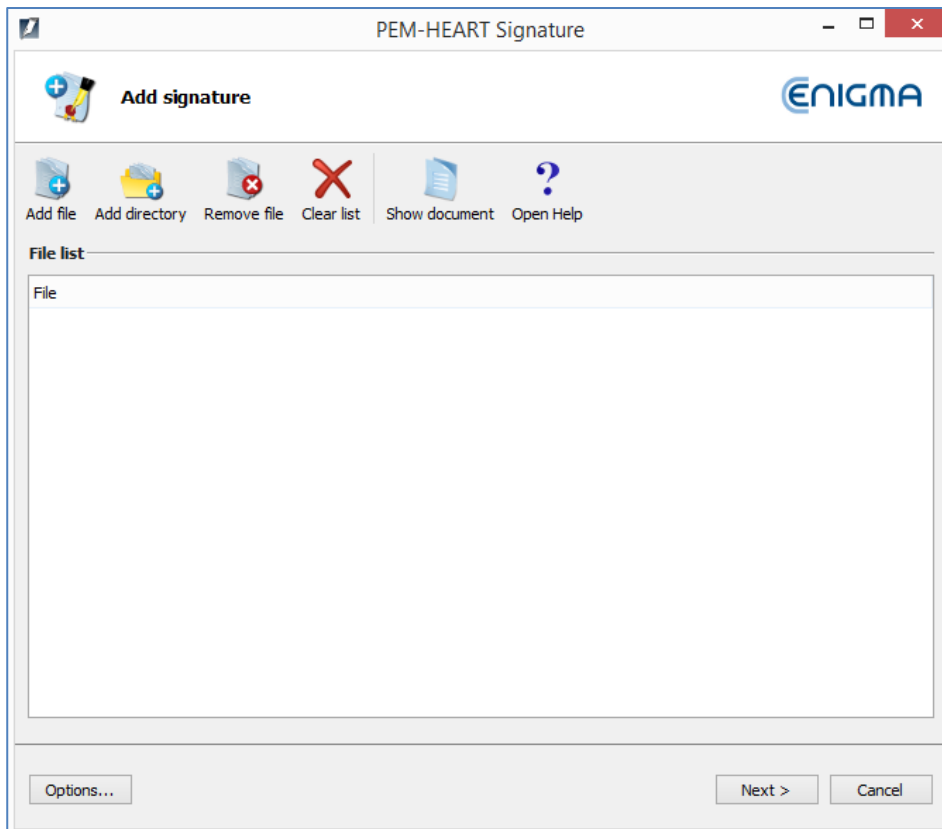 PEM-HEART Signature
Add signature
ENIGMA
Add file Add directory Remove file Clear list Show document Open Help
File list
File
Options... Next > Cancel